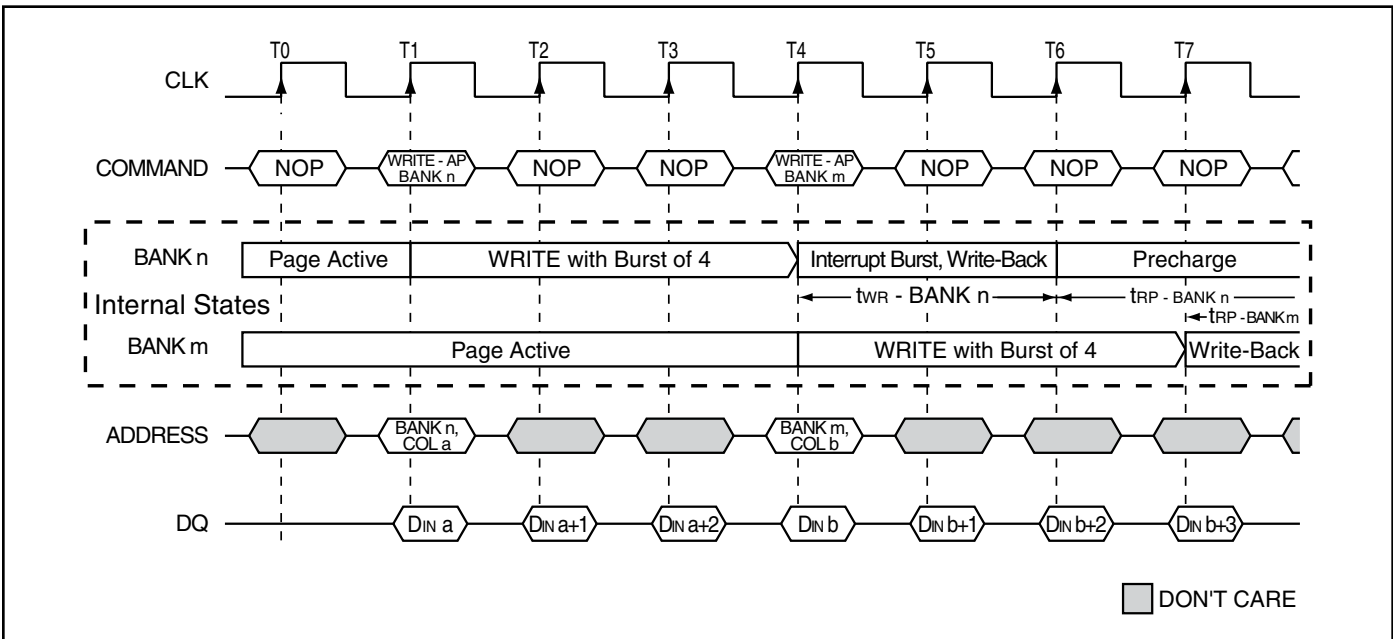 T0 T1 T2 T3 T4 T5 T6 T7
CLK
COMMAND NOP WRITE - AP NOP NOP WRITE - AP NOP NOP NOP
BANK n BANK m
BANK n Page Active WRITE with Burst of 4 Interrupt Burst, Write-Back Precharge
tWR - BANK n tRP - BANK n
Internal States
tRP - BANK m
BANK m Page Active WRITE with Burst of 4 Write-Back
ADDRESS BANK n, BANK m,
COL a COL b
DQ DIN a DIN a+1 DIN a+2 DIN b DIN b+1 DIN b+2 DIN b+3
DON'T CARE